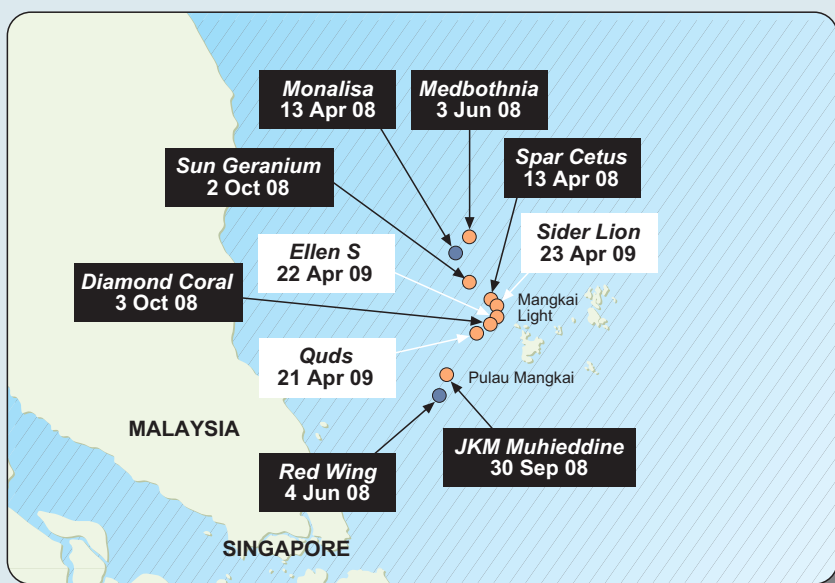 Monalisa
13 Apr 08
Medbothnia
3 Jun 08
Sun Geranium
2 Oct 08
Spar Cetus
13 Apr 08
Ellen S
22 Apr 09
Sider Lion
23 Apr 09
Diamond Coral
3 Oct 08
Mangkai
Light
Quds
21 Apr 09
Pulau Mangkai
MALAYSIA
JKM Muhieddine
30 Sep 08
Red Wing
4 Jun 08
SINGAPORE